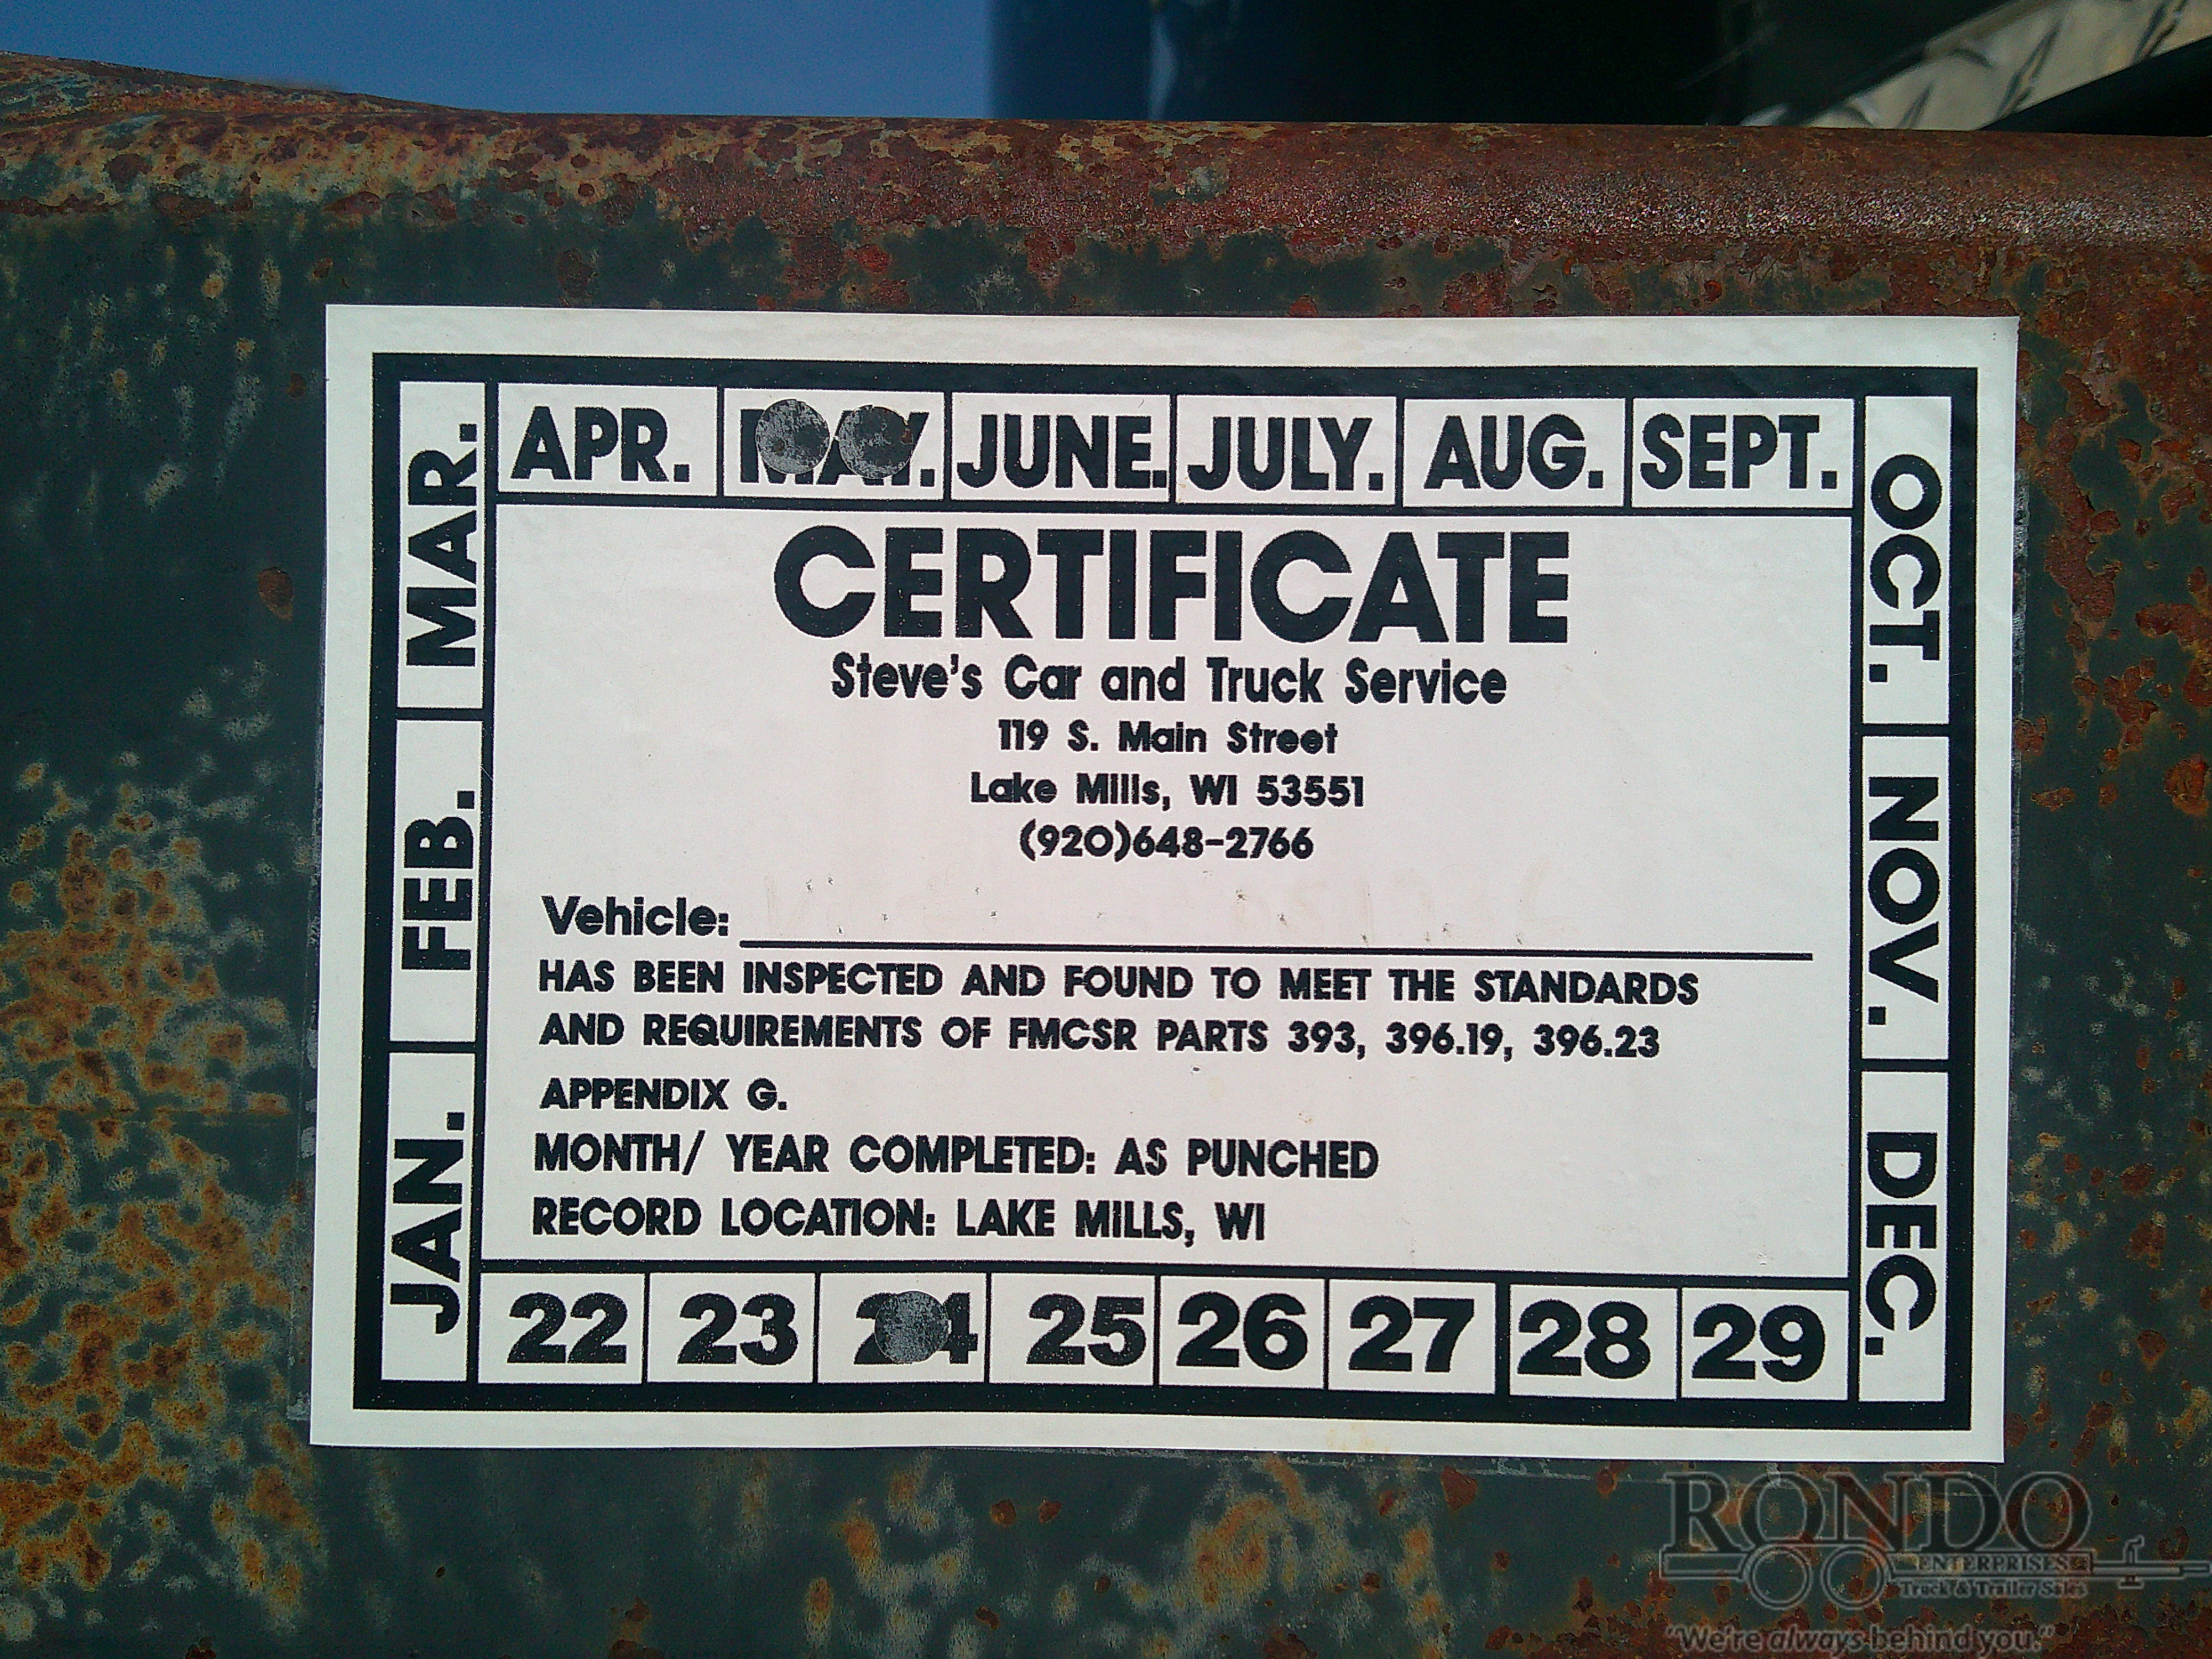 APR. MAY. JUNE. JULY. AUG. SEPT.
MAR.
FEB.
JAN.
CERTIFICATE
Steve's Car and Truck Service
119 S. Main Street
Lake Mills, WI 53551
(920)648-2766
Vehicle:
HAS BEEN INSPECTED AND FOUND TO MEET THE STANDARDS
AND REQUIREMENTS OF FMCSR PARTS 393, 396.19, 396.23
APPENDIX G.
MONTH/ YEAR COMPLETED: AS PUNCHED
RECORD LOCATION: LAKE MILLS, WI
OCT.
NOV.
DEC.
22 23 24 25 26 27 28 29
RONDO
ENTERPRISES
Truck & Trailer Sales
"We're always behind you."